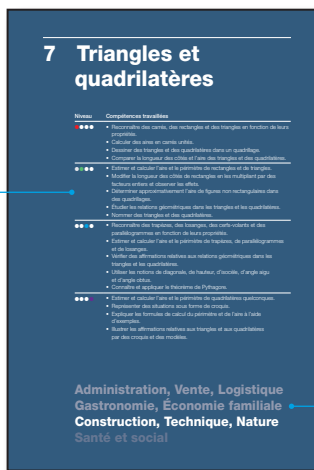 7 Triangles et
quadrilatères
Niveau Compétences travaillées
• Reconnaître des carrés, des rectangles et des triangles en fonction de leurs
propriétés.
• Calculer des aires en carrés unités.
• Dessiner des triangles et des quadrilatères dans un quadrillage.
• Comparer la longueur des côtés et l'aire des triangles et des quadrilatères.
• Estimer et calculer l'aire et le périmètre de rectangles et de triangles.
• Modifier la longueur des côtés de rectangles en les multipliant par des
facteurs entiers et observer les effets.
• Déterminer approximativement l'aire de figures non rectangulaires dans
des quadrillages.
• Étudier les relations géométriques dans les triangles et les quadrilatères.
• Nommer des triangles et des quadrilatères.
• Reconnaître des trapèzes, des losanges, des cerfs-volants et des
parallélogrammes en fonction de leurs propriétés.
• Estimer et calculer l'aire et le périmètre de trapèzes, de parallélogrammes
et de losanges.
• Vérifier des affirmations relatives aux relations géométriques dans les
triangles et les quadrilatères.
• Utiliser les notions de diagonale, de hauteur, d'ordonnée, d'angle aigu
et d'angle obtus.
• Connaître et appliquer le théorème de Pythagore.
• Estimer et calculer l'aire et le périmètre de quadrilatères quelconques.
• Représenter des situations sous forme de croquis.
• Expliquer les formules de calcul du périmètre et de l'aire à l'aide
d'exemples.
• Illustrer les affirmations relatives aux triangles et aux quadrilatères
par des croquis et des modèles.
Administration, Vente, Logistique
Gastronomie, Économie familiale
Construction, Technique, Nature
Santé et social